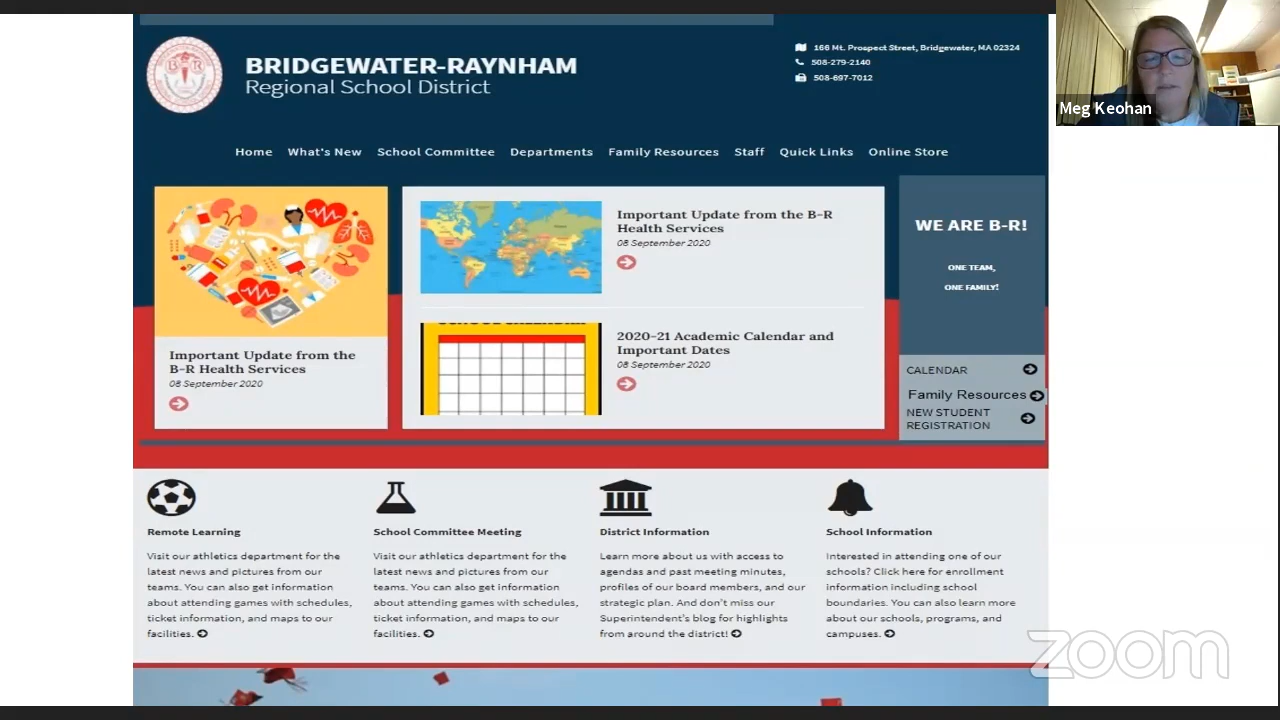 BRIDGEWATER-RAYNHAM
Regional School District
166 Mt. Prospect Street, Bridgewater, MA 02324
508-279-2140
508-697-7012
Meg Keohan
Home What's New School Committee Departments Family Resources Staff Quick Links Online Store
Important Update from the
B-R Health Services
08 September 2020
Important Update from the B-R
Health Services
08 September 2020
2020-21 Academic Calendar and
Important Dates
08 September 2020
WE ARE B-R!
ONE TEAM,
ONE FAMILY!
CALENDAR
Family Resources
NEW STUDENT
REGISTRATION
Remote Learning
Visit our athletics department for the
latest news and pictures from our
teams. You can also get information
about attending games with schedules,
ticket information, and maps to our
facilities.
School Committee Meeting
Visit our athletics department for the
latest news and pictures from our
teams. You can also get information
about attending games with schedules,
ticket information, and maps to our
facilities.
District Information
Learn more about us with access to
agendas and past meeting minutes,
profiles of our board members, and our
strategic plan. And don't miss our
Superintendent's blog for highlights
from around the district!
School Information
Interested in attending one of our
schools? Click here for enrollment
information including school
boundaries. You can also learn more
about our schools, programs, and
campuses.
zoom